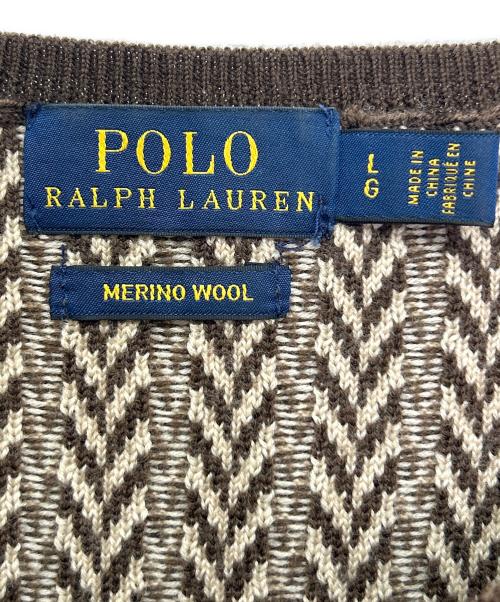 POLO
RALPH LAUREN
L
G
MADE IN
CHINA
FABRIQUÉ EN
CHINE
MERINO WOOL